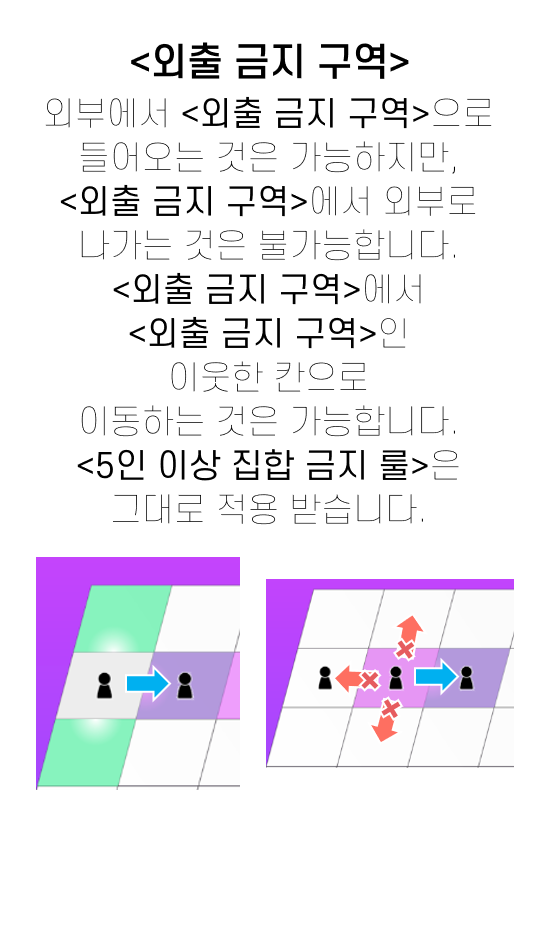 <외출 금지 구역>
외부에서 <외출 금지 구역>으로
들어오는 것은 가능하지만,
<외출 금지 구역>에서 외부로
나가는 것은 불가능합니다.
<외출 금지 구역>에서
<외출 금지 구역>인
이웃한 칸으로
이동하는 것은 가능합니다.
<5인 이상 집합 금지 룰>은
그대로 적용 받습니다.